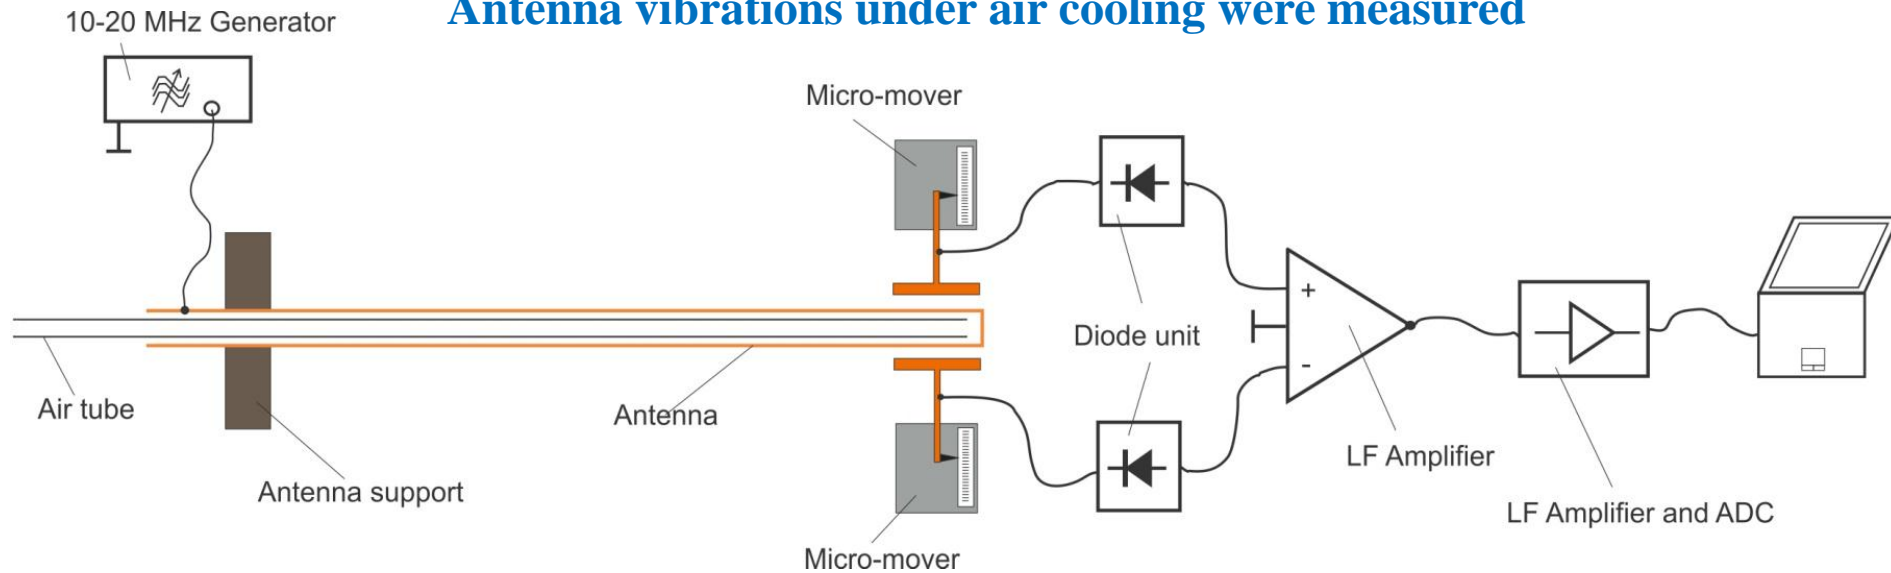 Antenna vibrations under air cooling were measured
10-20 MHz Generator
Micro-mover
+
Diode unit
-
Air tube
Antenna
LF Amplifier
Antenna support
LF Amplifier and ADC
Micro-mover